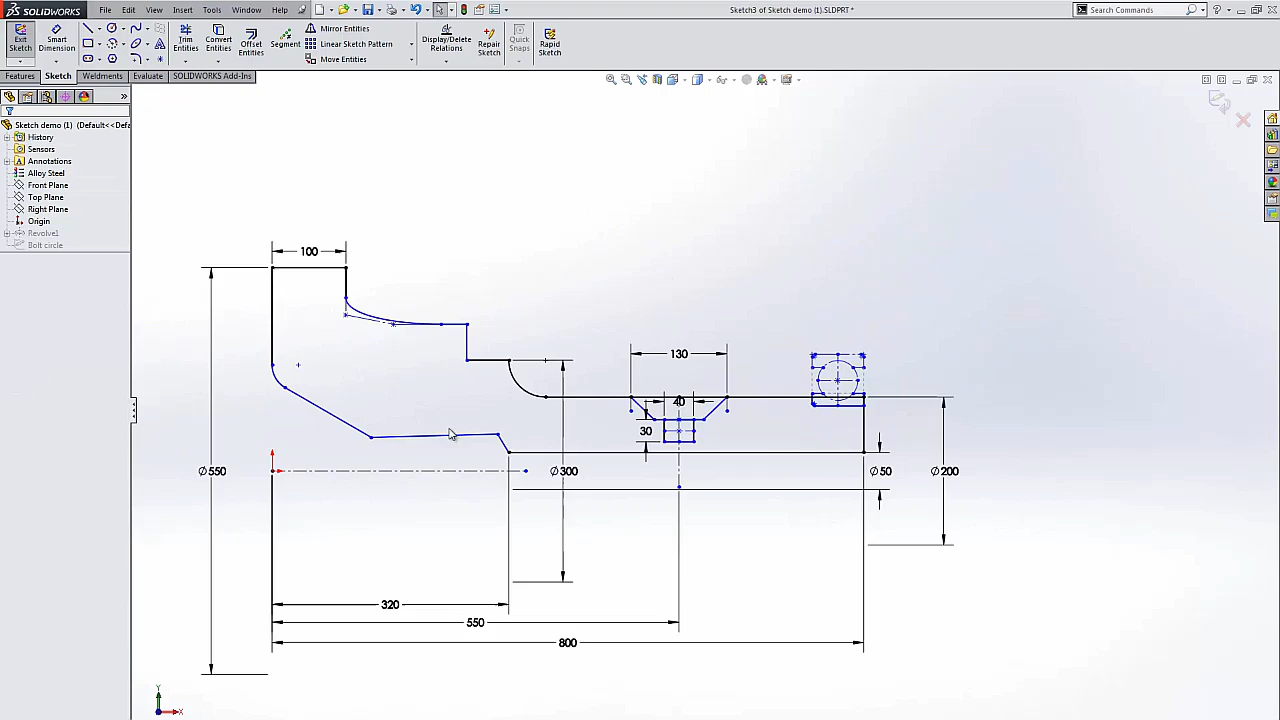 SOLIDWORKS
File Edit View Insert Tools Window Help
Sketch3 of Sketch demo (1).SLDPRT *
Search Commands
Exit Sketch
Smart Dimension
Trim Entities
Convert Entities
Offset Entities
Segment
Mirror Entities
Linear Sketch Pattern
Move Entities
Display/Delete Relations
Repair Sketch
Quick Snaps
Rapid Sketch
Features Sketch Weldments Evaluate SOLIDWORKS Add-Ins
Sketch demo (1) (Default<<Defa
History
Sensors
Annotations
Alloy Steel
Front Plane
Top Plane
Right Plane
Origin
Revolve1
Bolt circle
100
130
40
30
Ø550
Ø300
Ø50
Ø200
320
550
800
Y
X